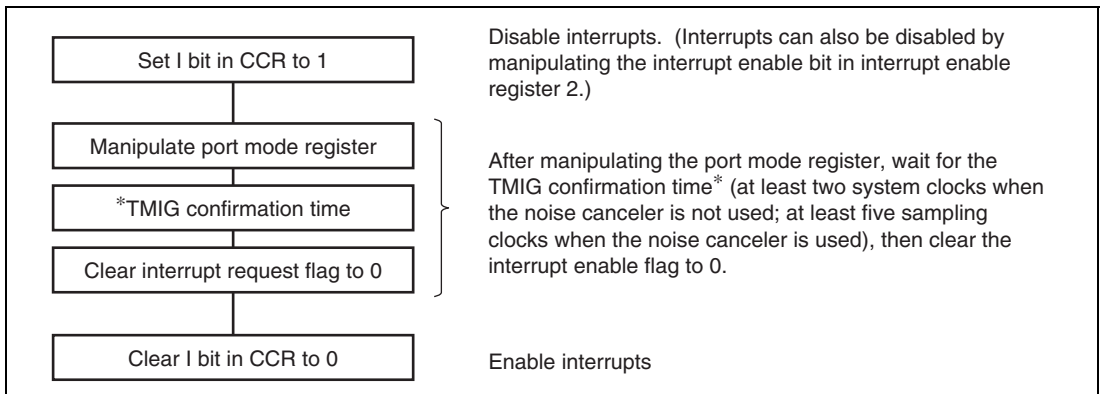 Set I bit in CCR to 1
Disable interrupts. (Interrupts can also be disabled by
manipulating the interrupt enable bit in interrupt enable
register 2.)
Manipulate port mode register
*TMIG confirmation time
Clear interrupt request flag to 0
After manipulating the port mode register, wait for the
TMIG confirmation time* (at least two system clocks when
the noise canceler is not used; at least five sampling
clocks when the noise canceler is used), then clear the
interrupt enable flag to 0.
Clear I bit in CCR to 0
Enable interrupts